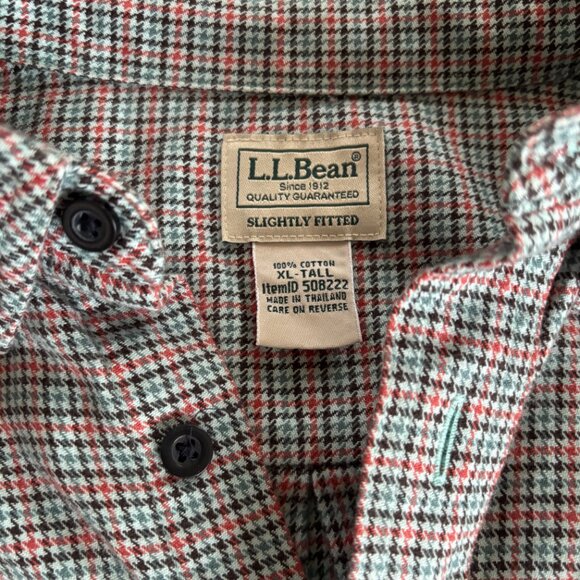 L.L.Bean®
Since 1912
QUALITY GUARANTEED
SLIGHTLY FITTED
100% COTTON
XL-TALL
ItemID 508222
MADE IN THAILAND
CARE ON REVERSE